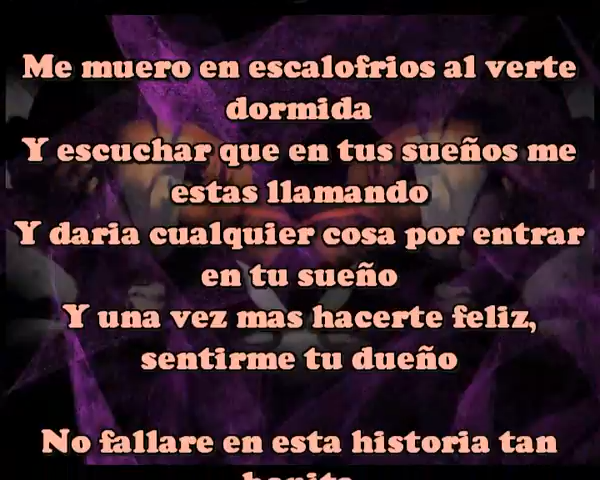 Me muero en escalofrios al verte
dormida
Y escuchar que en tus sueños me
estas llamando
Y daria cualquier cosa por entrar
en tu sueño
Y una vez mas hacerte feliz,
sentirme tu dueño
No fallare en esta historia tan
bonita